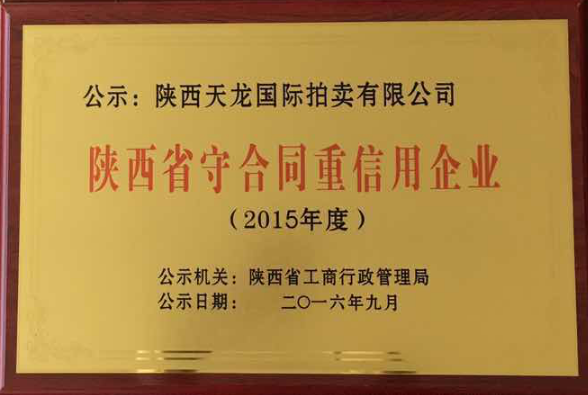 公示：陕西天龙国际拍卖有限公司
陕西省守合同重信用企业
（2015年度）
公示机关：陕西省工商行政管理局
公示日期：二〇一六年九月